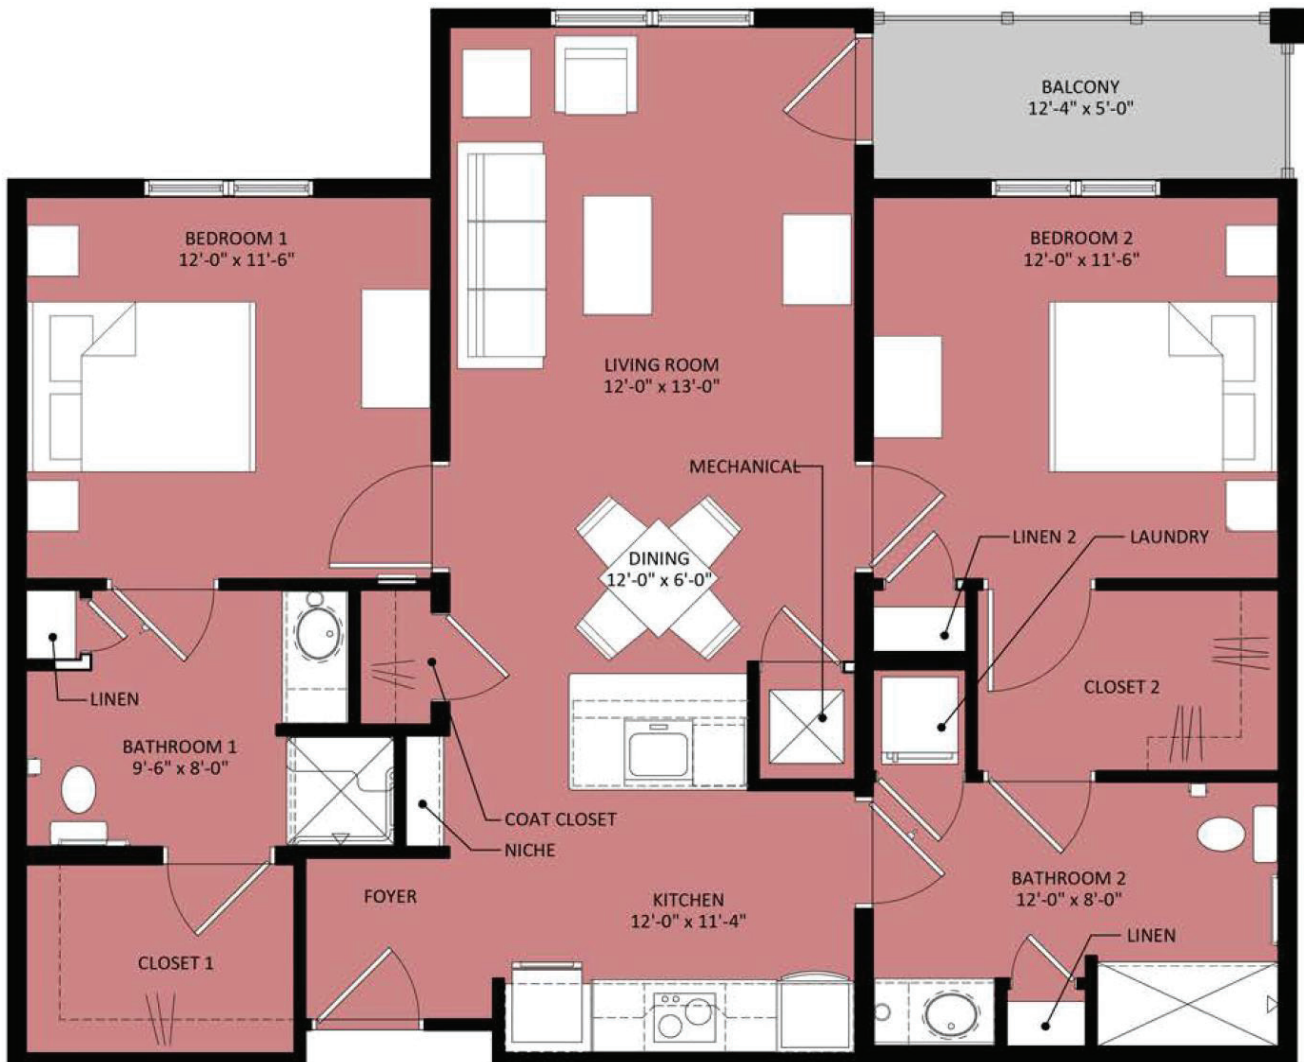 BALCONY
12'-4" x 5'-0"
BEDROOM 1
12'-0" x 11'-6"
BEDROOM 2
12'-0" x 11'-6"
LIVING ROOM
12'-0" x 13'-0"
MECHANICAL
LINEN 2
LAUNDRY
DINING
12'-0" x 6'-0"
LINEN
CLOSET 2
BATHROOM 1
9'-6" x 8'-0"
COAT CLOSET
NICHE
FOYER
KITCHEN
12'-0" x 11'-4"
BATHROOM 2
12'-0" x 8'-0"
LINEN
CLOSET 1